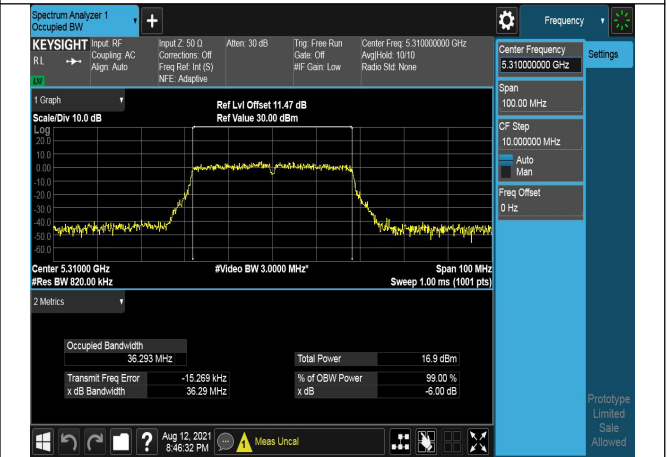 Spectrum Analyzer 1
Occupied BW
+
Frequency
KEYSIGHT
RL
Input: RF
Coupling: AC
Align: Auto
Input Z: 50 Ω
Corrections: Off
Freq Ref: Int (S)
NFE: Adaptive
Atten: 30 dB
Trig: Free Run
Gate: Off
#IF Gain: Low
Center Freq: 5.310000000 GHz
Avg|Hold: 10/10
Radio Std: None
Center Frequency
5.310000000 GHz
Settings
Span
100.00 MHz
CF Step
10.000000 MHz
Auto
Man
Freq Offset
0 Hz
1 Graph
Scale/Div 10.0 dB
Ref Lvl Offset 11.47 dB
Ref Value 30.00 dBm
Log
20.0
10.0
0.00
-10.0
-20.0
-30.0
-40.0
-50.0
-60.0
Center 5.31000 GHz
#Res BW 820.00 kHz
#Video BW 3.0000 MHz*
Span 100 MHz
Sweep 1.00 ms (1001 pts)
2 Metrics
Occupied Bandwidth
36.293 MHz
Transmit Freq Error -15.269 kHz
x dB Bandwidth 36.29 MHz
Total Power 16.9 dBm
% of OBW Power 99.00 %
x dB -6.00 dB
Prototype
Limited
Sale
Allowed
?
Aug 12, 2021
8:46:32 PM
Meas Uncal